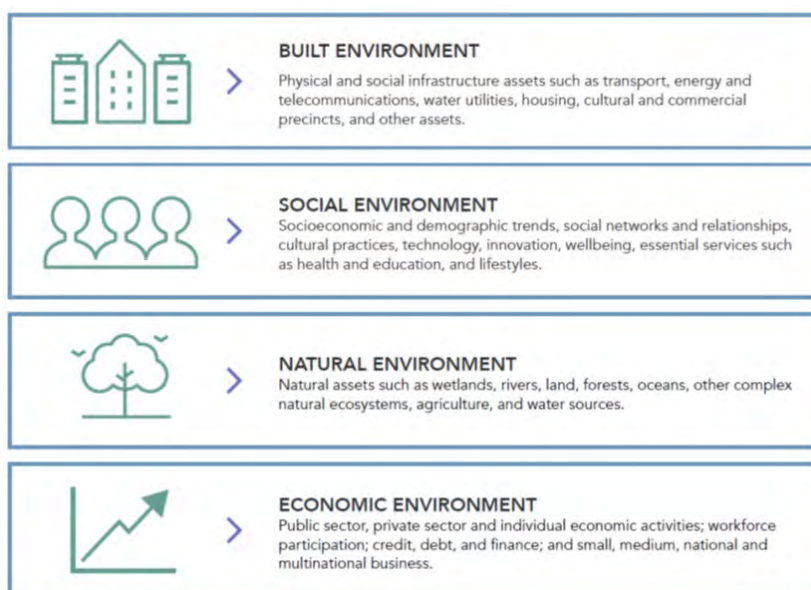 BUILT ENVIRONMENT
Physical and social infrastructure assets such as transport, energy and
telecommunications, water utilities, housing, cultural and commercial
precincts, and other assets.
SOCIAL ENVIRONMENT
Socioeconomic and demographic trends, social networks and relationships,
cultural practices, technology, innovation, wellbeing, essential services such
as health and education, and lifestyles.
NATURAL ENVIRONMENT
Natural assets such as wetlands, rivers, land, forests, oceans, other complex
natural ecosystems, agriculture, and water sources.
ECONOMIC ENVIRONMENT
Public sector, private sector and individual economic activities; workforce
participation; credit, debt, and finance; and small, medium, national and
multinational business.